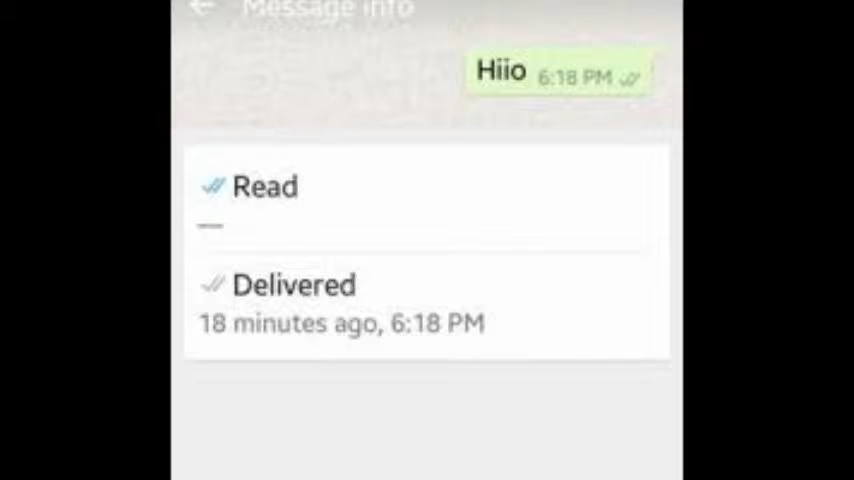 Message info
Hiio 6:18 PM
Read
—
Delivered
18 minutes ago, 6:18 PM